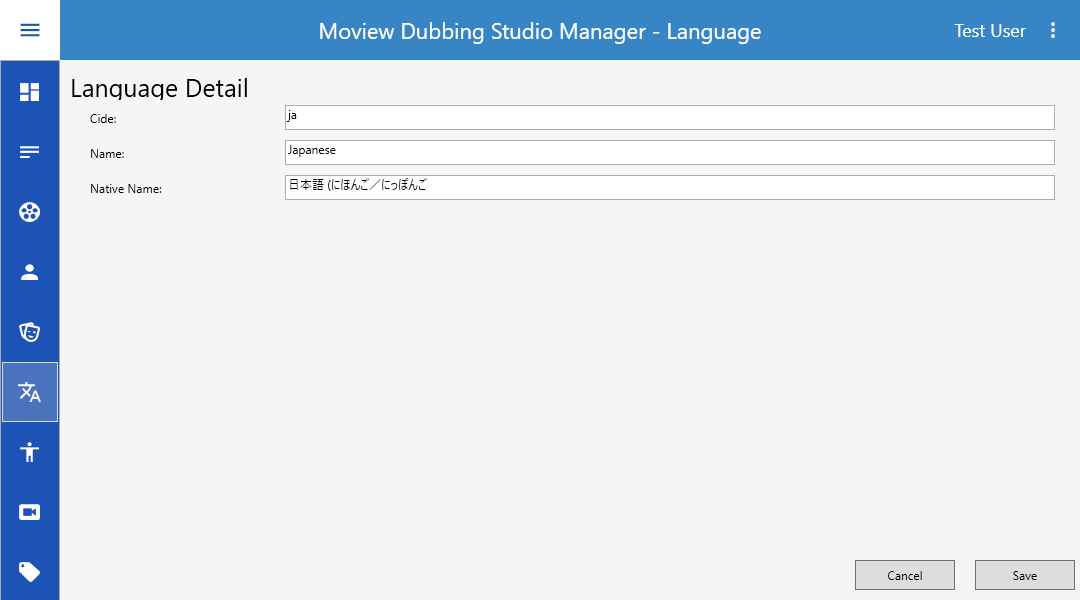 Moview Dubbing Studio Manager - Language
Test User
Language Detail
Cide:
ja
Name:
Japanese
Native Name:
日本語 (にほんご／にっぽんご
Cancel
Save